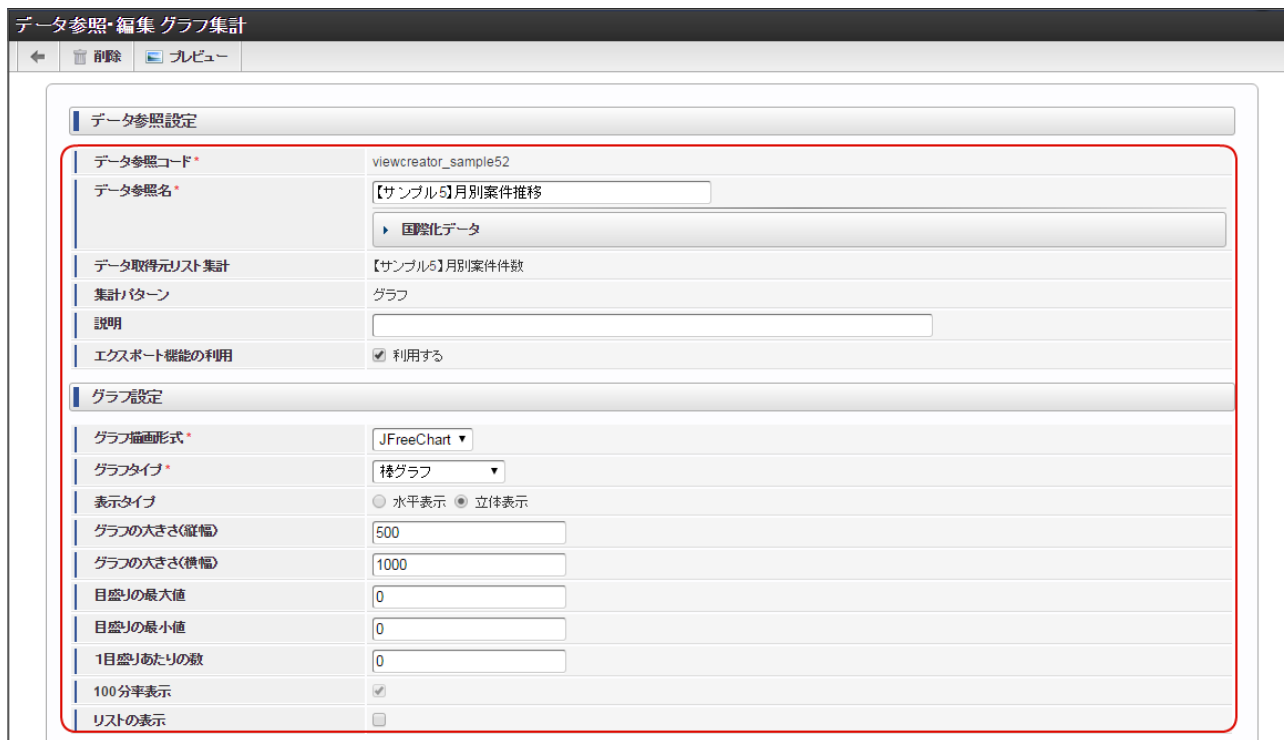 データ参照・編集 グラフ集計
削除 プレビュー
データ参照設定
データ参照コード* viewcreator_sample52
データ参照名* 【サンプル5】月別案件推移
国際化データ
データ取得元リスト集計 【サンプル5】月別案件件数
集計パターン グラフ
説明
エクスポート機能の利用 利用する
グラフ設定
グラフ描画形式* JFreeChart
グラフタイプ* 棒グラフ
表示タイプ 水平表示 立体表示
グラフの大きさ(縦幅) 500
グラフの大きさ(横幅) 1000
目盛りの最大値 0
目盛りの最小値 0
1目盛りあたりの数 0
100分率表示
リストの表示